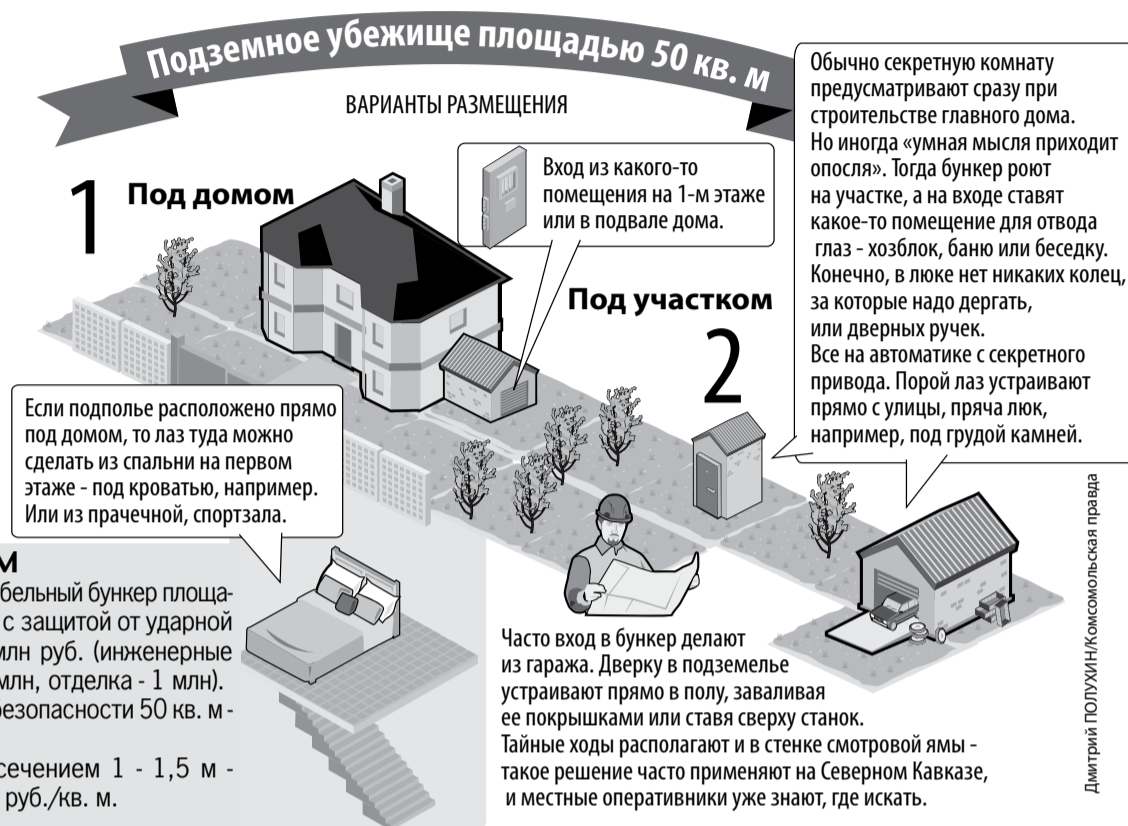 Подземное убежище площадью 50 кв. м
ВАРИАНТЫ РАЗМЕЩЕНИЯ
1
Под домом
Вход из какого-то
помещения на 1-м этаже
или в подвале дома.
Обычно секретную комнату
предусматривают сразу при
строительстве главного дома.
Но иногда «умная мысля приходит
опосля». Тогда бункер роют
на участке, а на входе ставят
какое-то помещение для отвода
глаз - хозблок, баню или беседку.
Конечно, в люке нет никаких колец,
за которые надо дергать,
или дверных ручек.
Все на автоматике с секретного
привода. Порой лаз устраивают
прямо с улицы, пряча люк,
например, под грудой камней.
Под участком
2
Если подполье расположено прямо
под домом, то лаз туда можно
сделать из спальни на первом
этаже - под кроватью, например.
Или из прачечной, спортзала.
бельный бункер площа-
с защитой от ударной
млн руб. (инженерные
млн, отделка - 1 млн).
безопасности 50 кв. м -
сечением 1 - 1,5 м -
руб./кв. м.
Часто вход в бункер делают
из гаража. Дверку в подземелье
устраивают прямо в полу, заваливая
ее покрышками или ставя сверху станок.
Тайные ходы располагают и в стенке смотровой ямы -
такое решение часто применяют на Северном Кавказе,
и местные оперативники уже знают, где искать.
Дмитрий ПОЛУХИН/Комсомольская правда